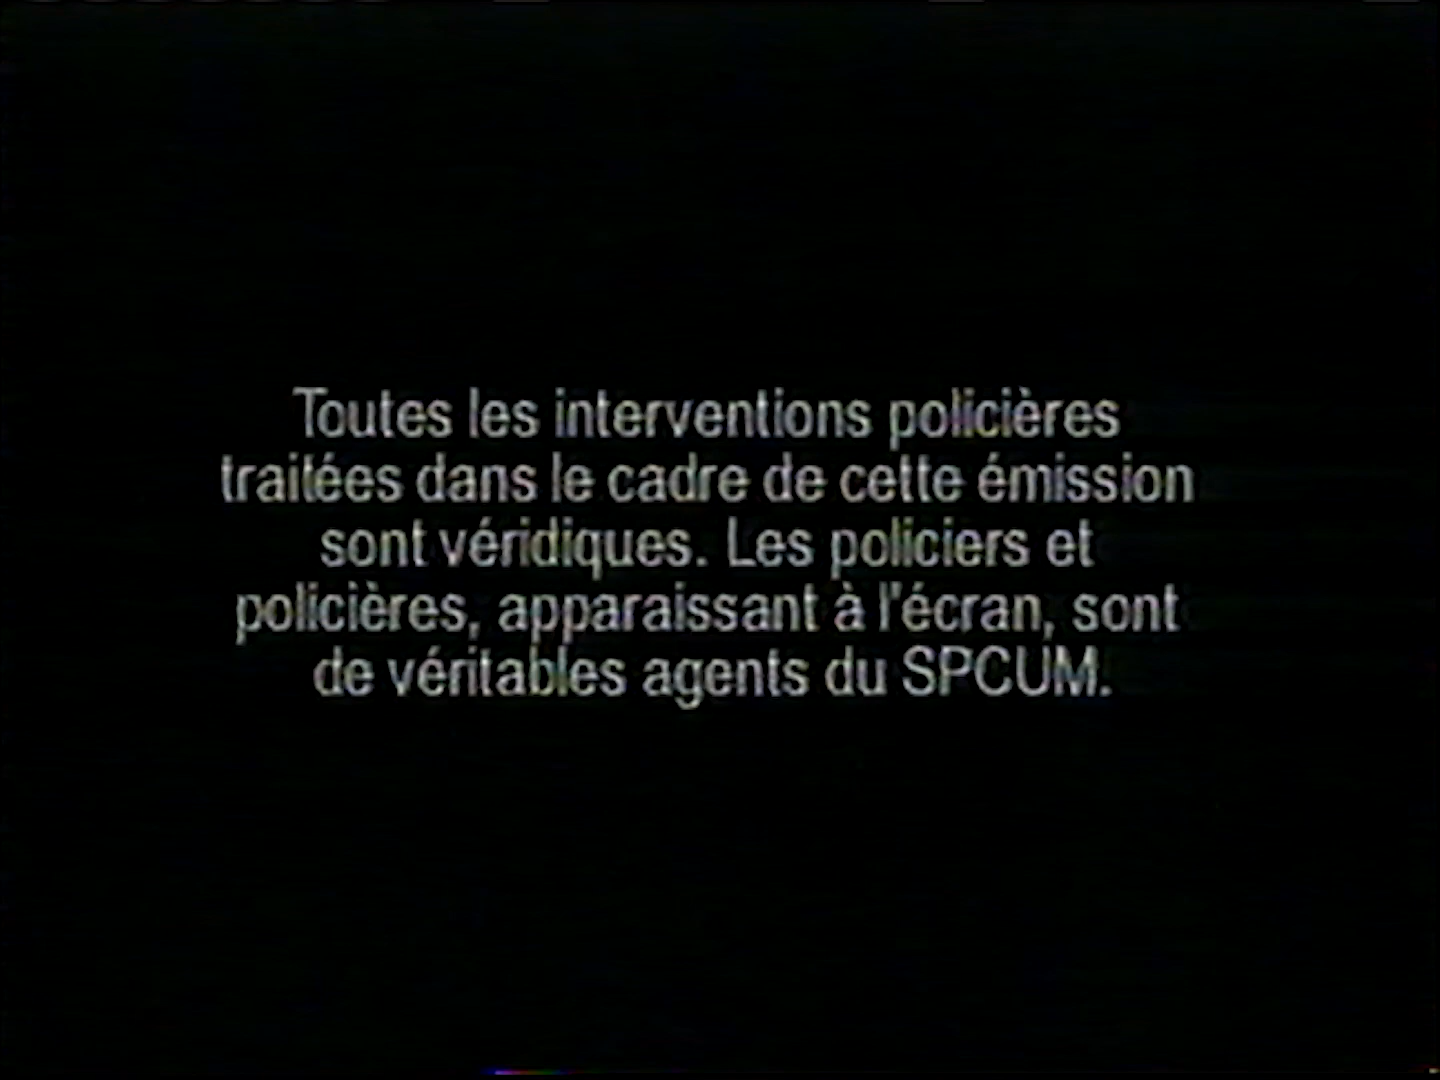 Toutes les interventions policières
traitées dans le cadre de cette émission
sont véridiques. Les policiers et
policières, apparaissant à l'écran, sont
de véritables agents du SPCUM.